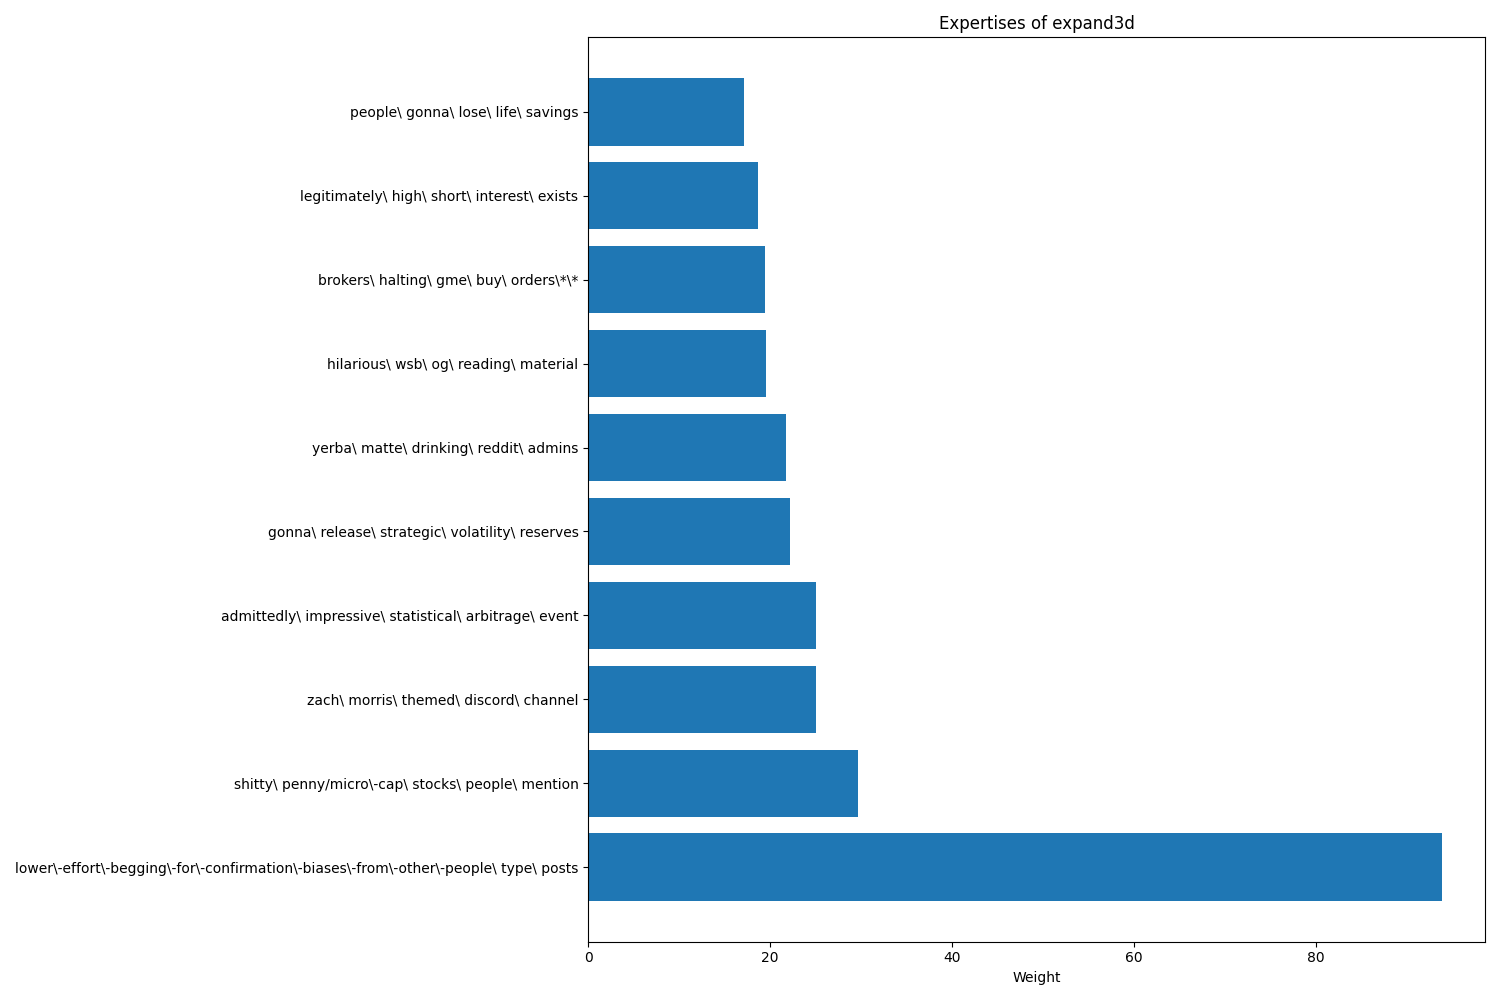 Expertises of expand3d
people\ gonna\ lose\ life\ savings
legitimately\ high\ short\ interest\ exists
brokers\ halting\ gme\ buy\ orders\*\*
hilarious\ wsb\ og\ reading\ material
yerba\ matte\ drinking\ reddit\ admins
gonna\ release\ strategic\ volatility\ reserves
admittedly\ impressive\ statistical\ arbitrage\ event
zach\ morris\ themed\ discord\ channel
shitty\ penny/micro\-cap\ stocks\ people\ mention
lower\-effort\-begging\-for\-confirmation\-biases\-from\-other\-people\ type\ posts
0 20 40 60 80
Weight